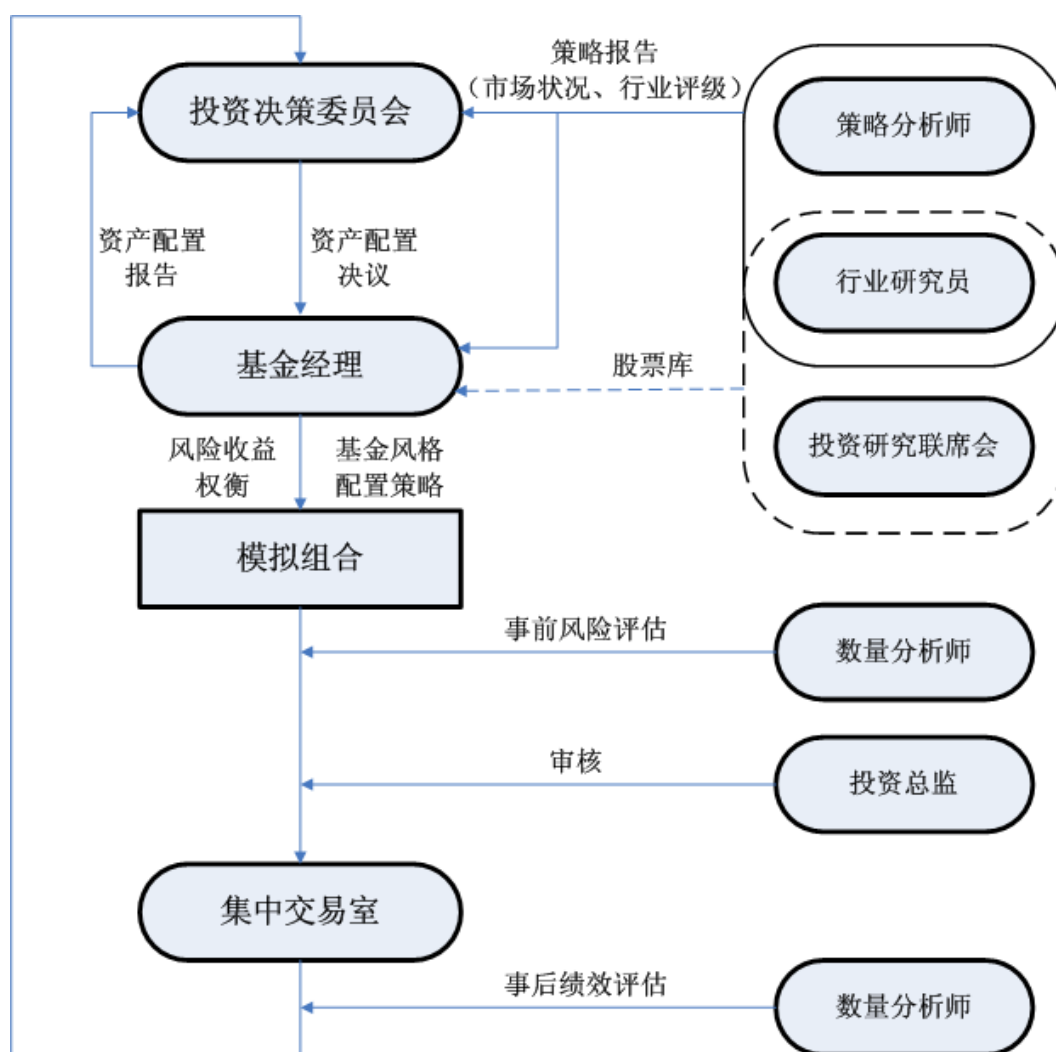 策略报告
（市场状况、行业评级）
投资决策委员会
策略分析师
资产配置
报告
资产配置
决议
行业研究员
基金经理
股票库
风险收益
权衡
基金风格
配置策略
投资研究联席会
模拟组合
事前风险评估
数量分析师
审核
投资总监
集中交易室
事后绩效评估
数量分析师